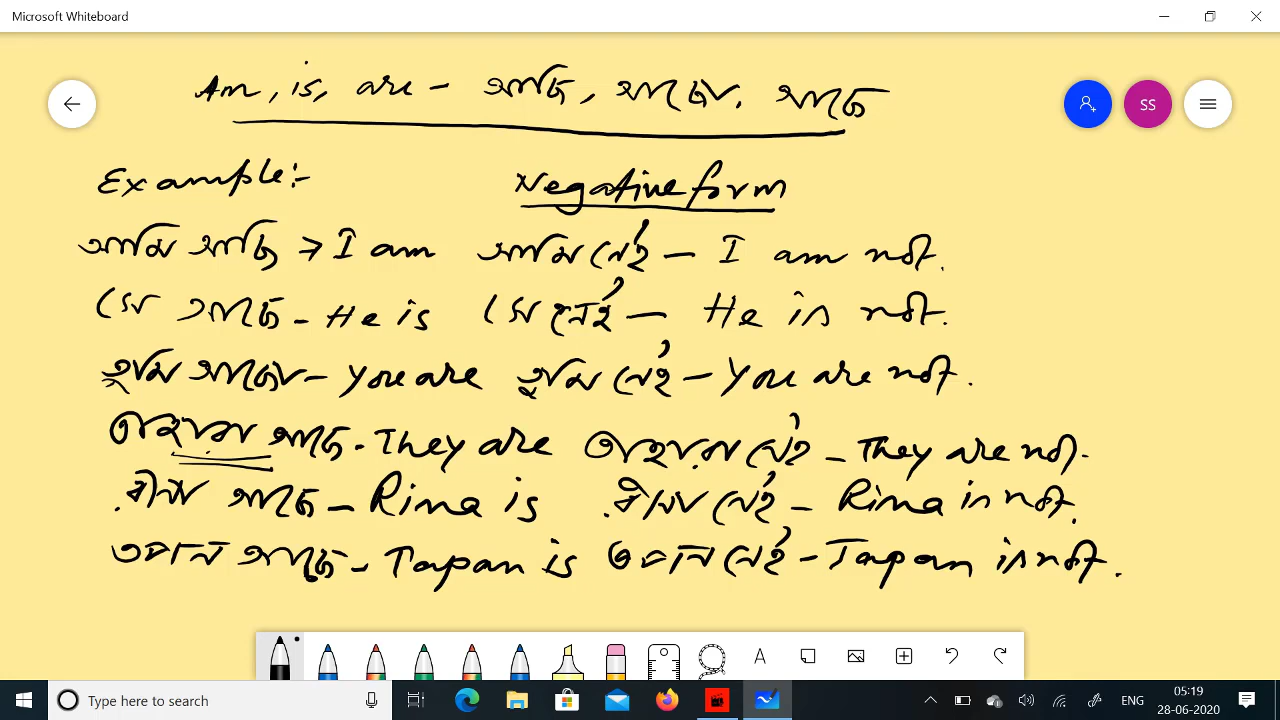 Microsoft Whiteboard
SS
Am, is, are - আছি, আছেন, আছে
Example:- Negative form
আমি আছি → I am আমি নেই - I am not.
সে আছে - He is সে নেই - He is not.
তুমি আছেন - You are তুমি নেই - You are not.
তাহারা আছে - They are তাহারা নেই - They are not.
রীনা আছে - Rina is রীনা নেই - Rina is not.
তপন আছে - Tapan is তপন নেই - Tapan is not.
A
Type here to search
ENG
05:19
28-06-2020